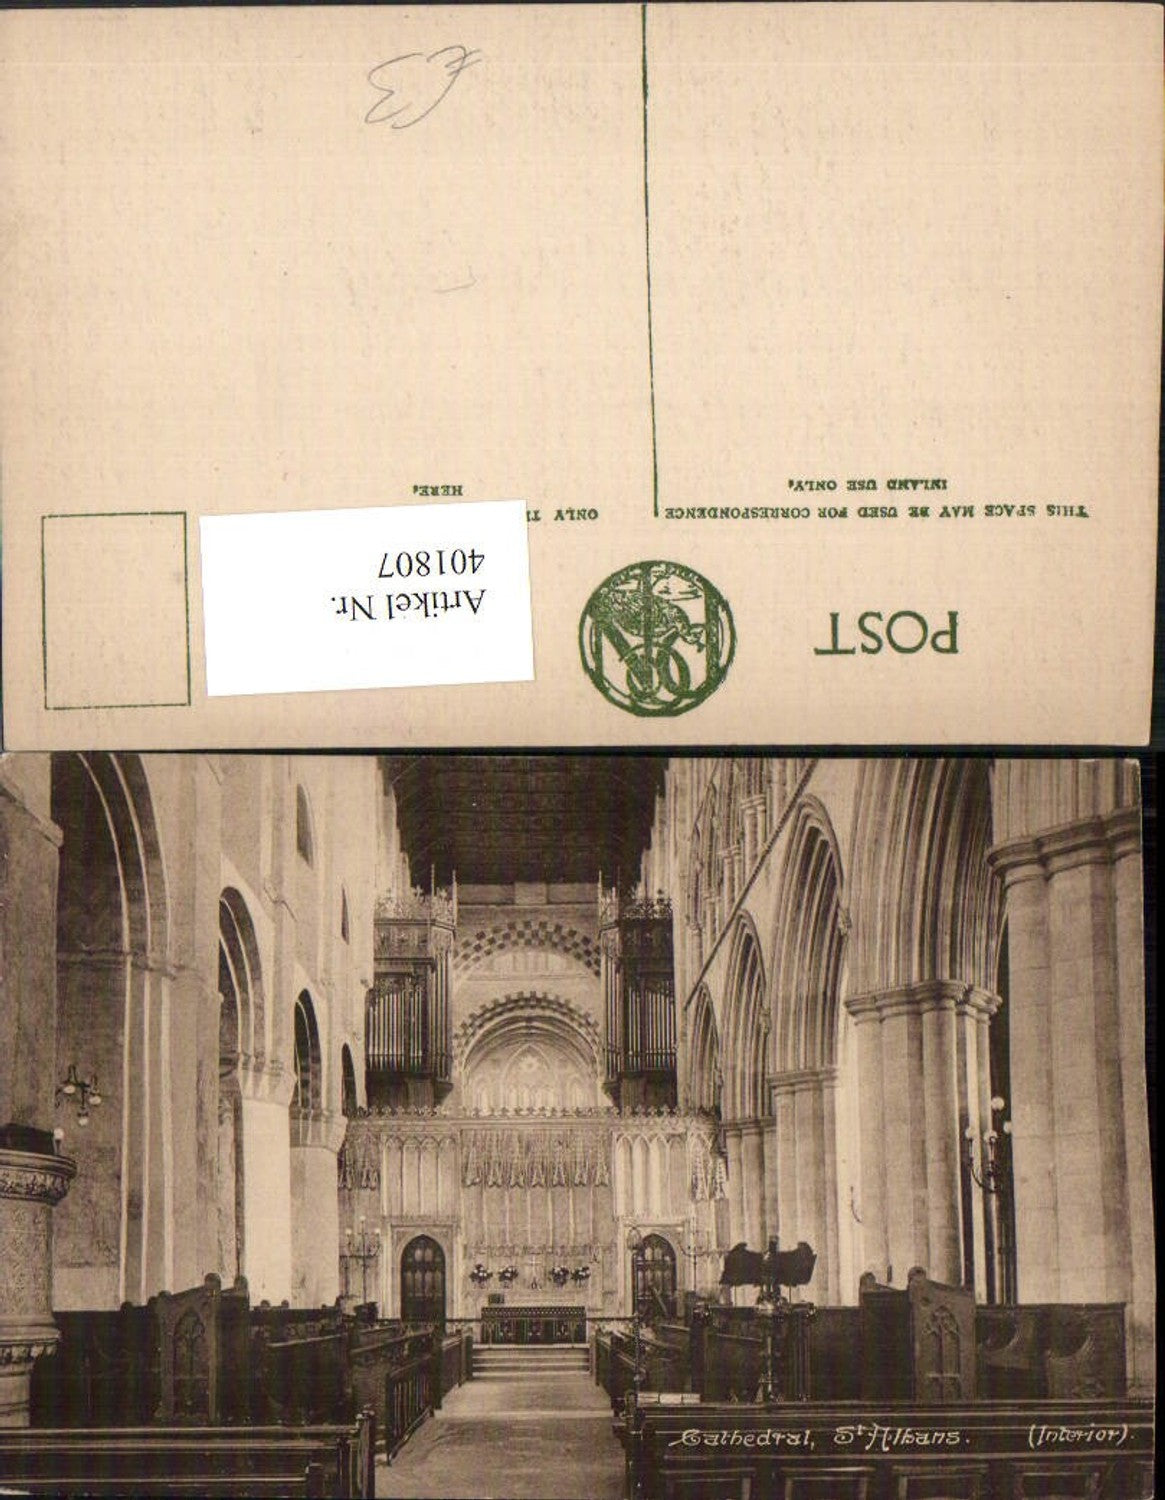 POST
THIS SPACE MAY BE USED FOR CORRESPONDENCE
INLAND USE ONLY.
ONLY
HERE.
Artikel Nr.
401807
£3
Cathedral, St Albans. (Interior).